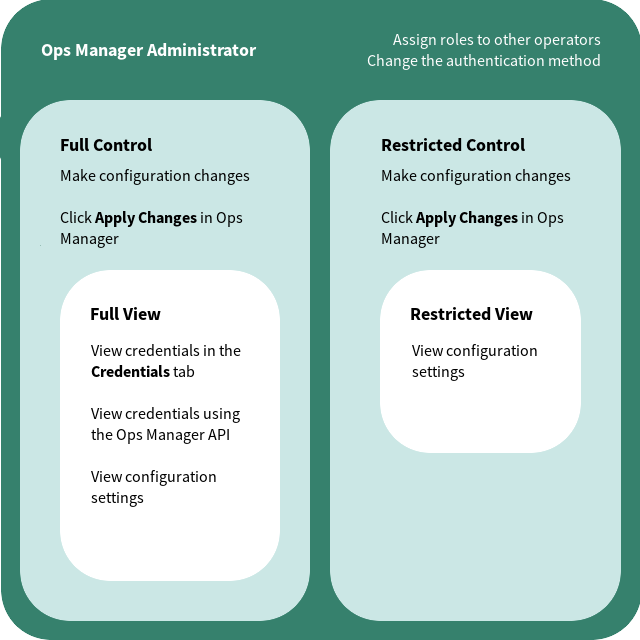 Ops Manager Administrator
Assign roles to other operators
Change the authentication method
Full Control
Make configuration changes
Click Apply Changes in Ops
Manager
Full View
View credentials in the
Credentials tab
View credentials using
the Ops Manager API
View configuration
settings
Restricted Control
Make configuration changes
Click Apply Changes in Ops
Manager
Restricted View
View configuration
settings